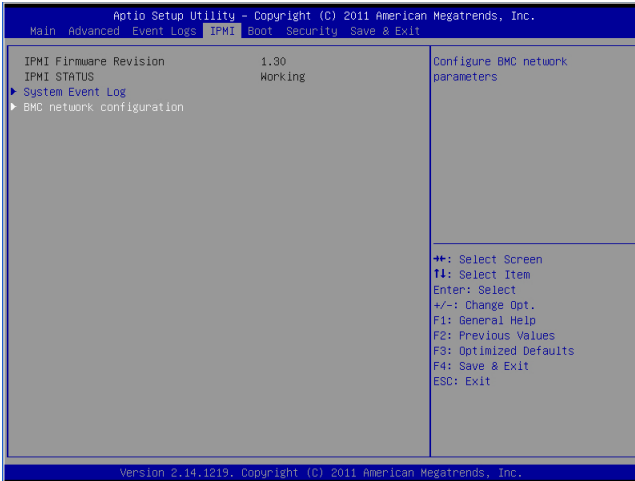 Aptio Setup Utility – Copyright (C) 2011 American Megatrends, Inc.
Main Advanced Event Logs IPMI Boot Security Save & Exit
IPMI Firmware Revision 1.30
IPMI STATUS Working
▶ System Event Log
▶ BMC network configuration
Configure BMC network
parameters
→←: Select Screen
↑↓: Select Item
Enter: Select
+/-: Change Opt.
F1: General Help
F2: Previous Values
F3: Optimized Defaults
F4: Save & Exit
ESC: Exit
Version 2.14.1219. Copyright (C) 2011 American Megatrends, Inc.